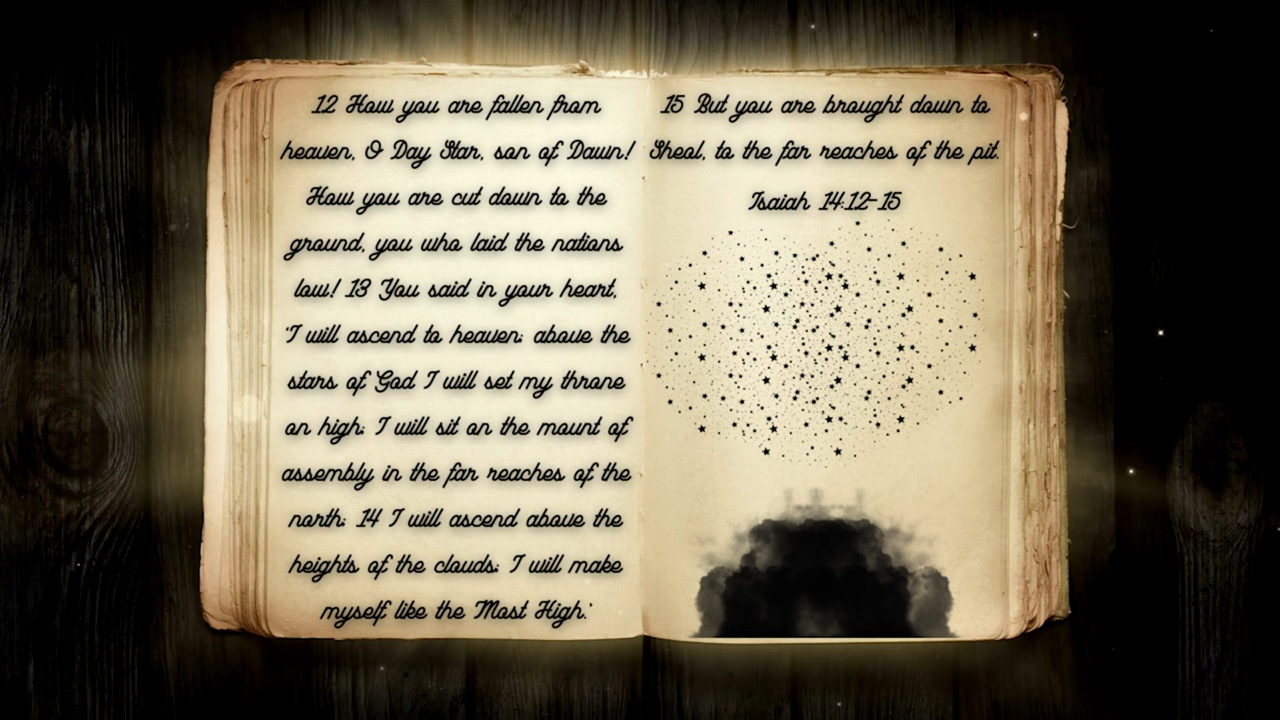 12 How you are fallen from
heaven, O Day Star, son of Dawn!
How you are cut down to the
ground, you who laid the nations
low! 13 You said in your heart,
'I will ascend to heaven; above the
stars of God I will set my throne
on high; I will sit on the mount of
assembly in the far reaches of the
north; 14 I will ascend above the
heights of the clouds; I will make
myself like the Most High.'
15 But you are brought down to
Sheol, to the far reaches of the pit.
Isaiah 14:12-15